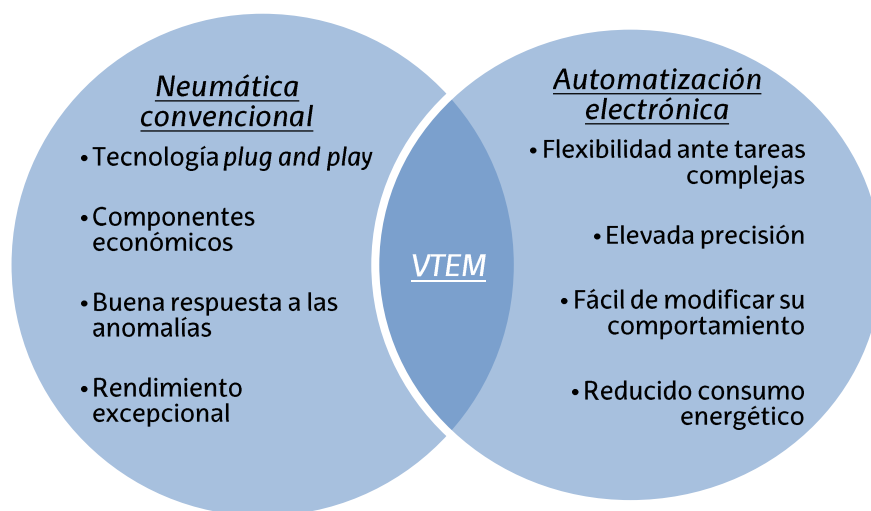 Neumática
convencional
• Tecnología plug and play
• Componentes
económicos
• Buena respuesta a las
anomalías
• Rendimiento
excepcional
VTEM
Automatización
electrónica
• Flexibilidad ante tareas
complejas
• Elevada precisión
• Fácil de modificar su
comportamiento
• Reducido consumo
energético